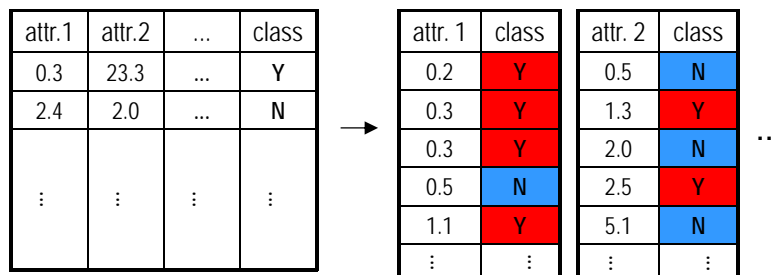 attr.1 attr.2 ... class
0.3 23.3 ... Y
2.4 2.0 ... N
⋮ ⋮ ⋮ ⋮
attr. 1 class
0.2 Y
0.3 Y
0.3 Y
0.5 N
1.1 Y
⋮ ⋮
attr. 2 class
0.5 N
1.3 Y
2.0 N
2.5 Y
5.1 N
⋮ ⋮
..